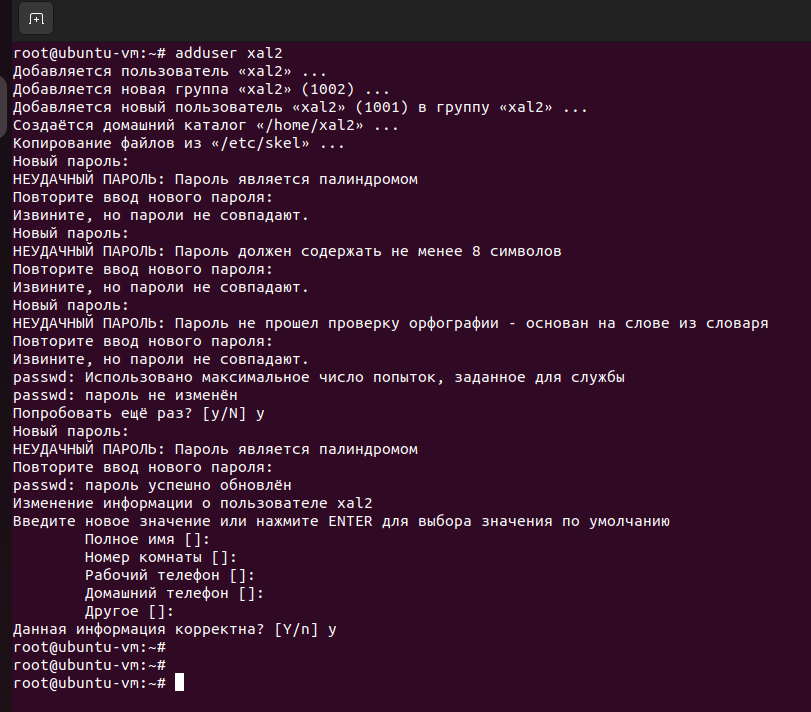 root@ubuntu-vm:~# adduser xal2
Добавляется пользователь «xal2» ...
Добавляется новая группа «xal2» (1002) ...
Добавляется новый пользователь «xal2» (1001) в группу «xal2» ...
Создаётся домашний каталог «/home/xal2» ...
Копирование файлов из «/etc/skel» ...
Новый пароль:
НЕУДАЧНЫЙ ПАРОЛЬ: Пароль является палиндромом
Повторите ввод нового пароля:
Извините, но пароли не совпадают.
Новый пароль:
НЕУДАЧНЫЙ ПАРОЛЬ: Пароль должен содержать не менее 8 символов
Повторите ввод нового пароля:
Извините, но пароли не совпадают.
Новый пароль:
НЕУДАЧНЫЙ ПАРОЛЬ: Пароль не прошел проверку орфографии - основан на слове из словаря
Повторите ввод нового пароля:
Извините, но пароли не совпадают.
passwd: Использовано максимальное число попыток, заданное для службы
passwd: пароль не изменён
Попробовать ещё раз? [y/N] y
Новый пароль:
НЕУДАЧНЫЙ ПАРОЛЬ: Пароль является палиндромом
Повторите ввод нового пароля:
passwd: пароль успешно обновлён
Изменение информации о пользователе xal2
Введите новое значение или нажмите ENTER для выбора значения по умолчанию
Полное имя []:
Номер комнаты []:
Рабочий телефон []:
Домашний телефон []:
Другое []:
Данная информация корректна? [Y/n] y
root@ubuntu-vm:~#
root@ubuntu-vm:~#
root@ubuntu-vm:~#